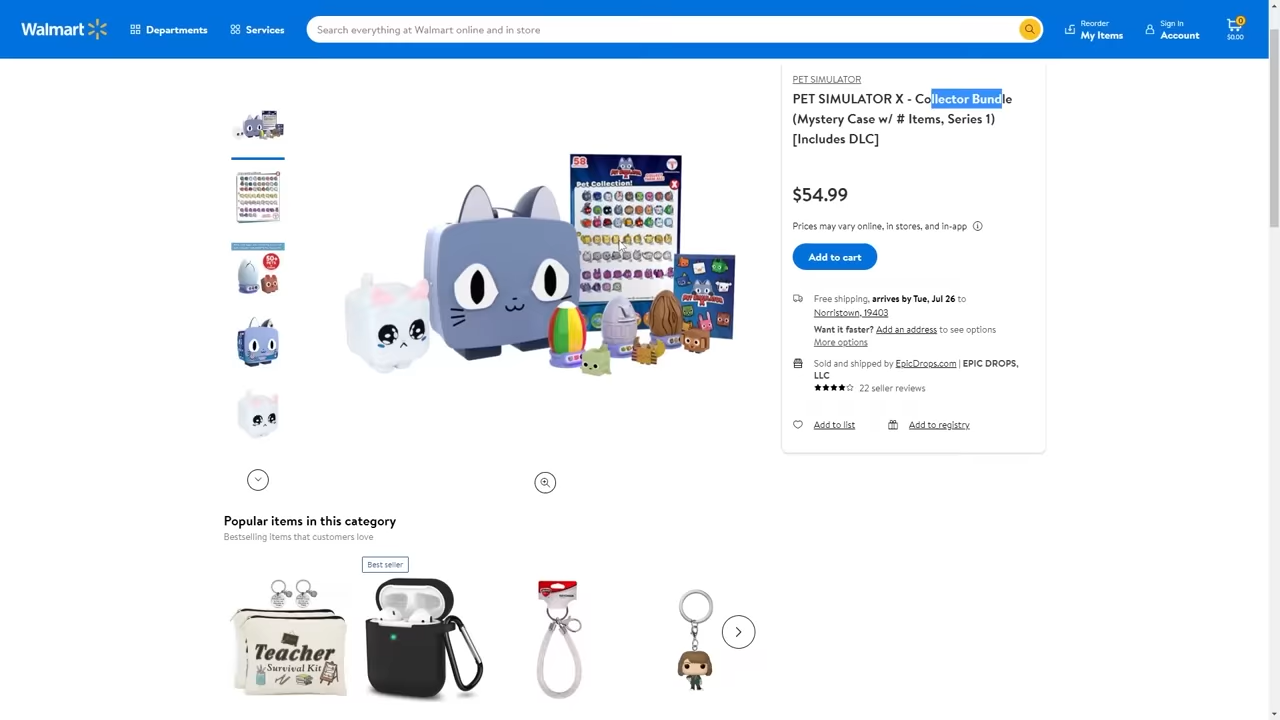 Walmart
Departments
Services
Search everything at Walmart online and in store
Reorder
My Items
Sign In
Account
0
$0.00
PET SIMULATOR
PET SIMULATOR X - Collector Bundle
(Mystery Case w/ # Items, Series 1)
[Includes DLC]
$54.99
Prices may vary online, in stores, and in-app
Add to cart
Free shipping, arrives by Tue, Jul 26 to
Norristown, 19403
Want it faster? Add an address to see options
More options
Sold and shipped by EpicDrops.com | EPIC DROPS,
LLC
22 seller reviews
Add to list
Add to registry
58
Pet Collection!
50+
Popular items in this category
Bestselling items that customers love
Best seller
Teacher
Survival Kit